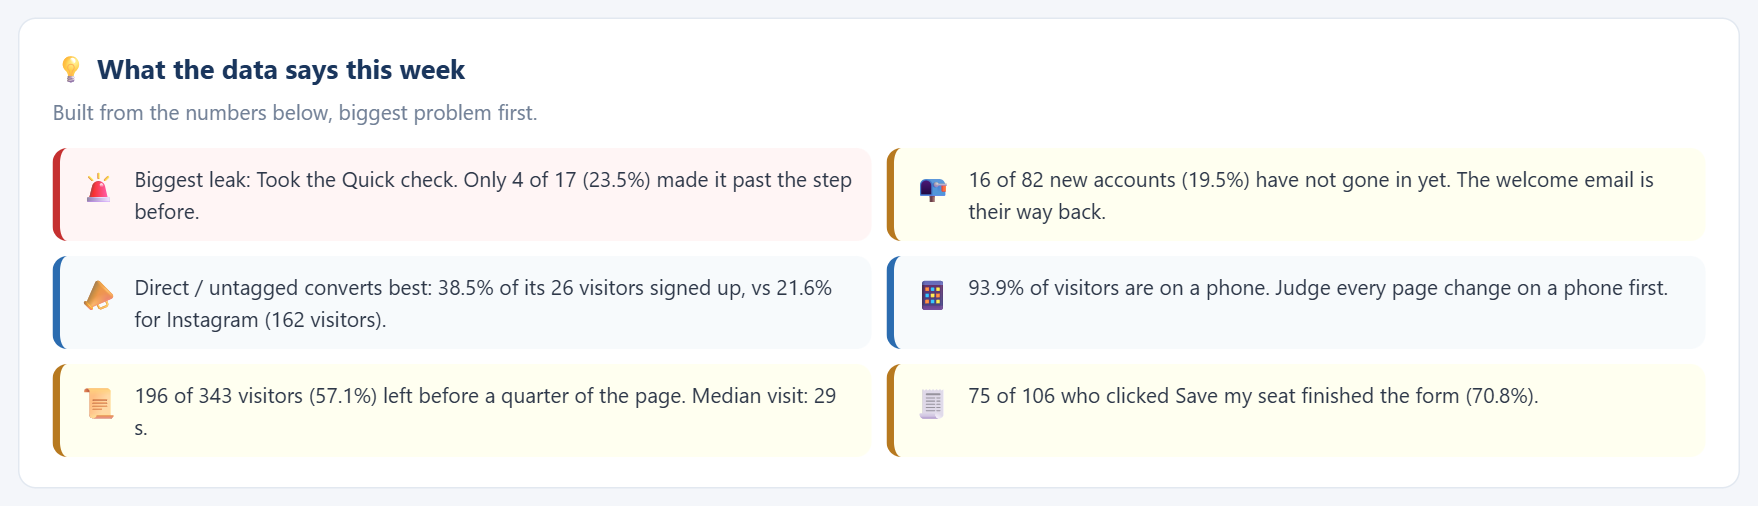 What the data says this week
Built from the numbers below, biggest problem first.
Biggest leak: Took the Quick check. Only 4 of 17 (23.5%) made it past the step
before.
16 of 82 new accounts (19.5%) have not gone in yet. The welcome email is
their way back.
Direct / untagged converts best: 38.5% of its 26 visitors signed up, vs 21.6%
for Instagram (162 visitors).
93.9% of visitors are on a phone. Judge every page change on a phone first.
196 of 343 visitors (57.1%) left before a quarter of the page. Median visit: 29
s.
75 of 106 who clicked Save my seat finished the form (70.8%).